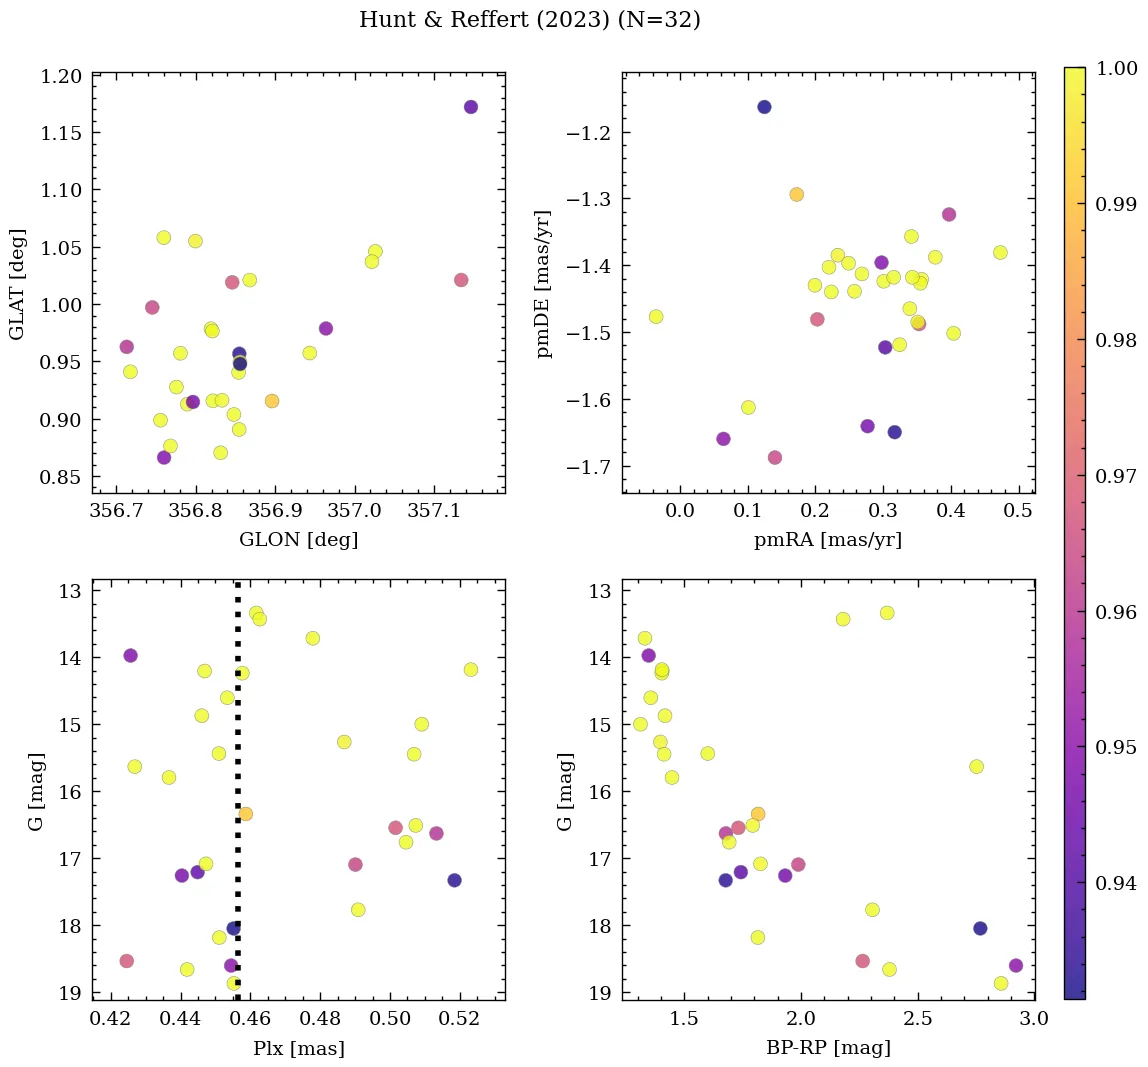 Hunt & Reffert (2023) (N=32)
1.20
1.15
1.10
1.05
1.00
0.95
0.90
0.85
GLAT [deg]
356.7 356.8 356.9 357.0 357.1
GLON [deg]
−1.2
−1.3
−1.4
−1.5
−1.6
−1.7
pmDE [mas/yr]
0.0 0.1 0.2 0.3 0.4 0.5
pmRA [mas/yr]
13
14
15
16
17
18
19
G [mag]
0.42 0.44 0.46 0.48 0.50 0.52
Plx [mas]
13
14
15
16
17
18
19
G [mag]
1.5 2.0 2.5 3.0
BP-RP [mag]
1.00
0.99
0.98
0.97
0.96
0.95
0.94